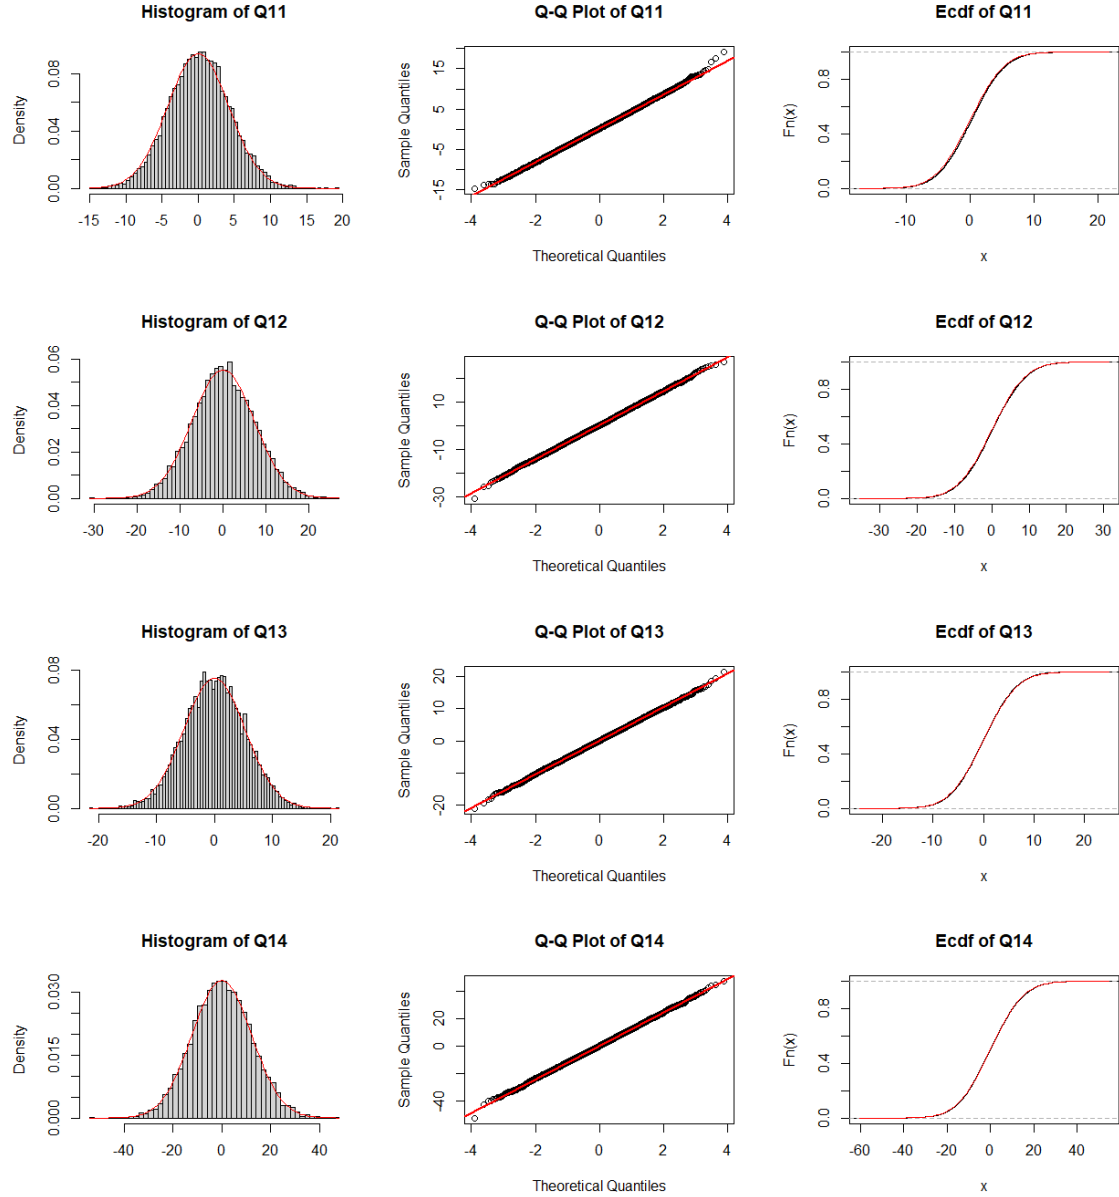 Histogram of Q11
Density
0.00 0.04 0.08
-15 -10 -5 0 5 10 15 20
Q-Q Plot of Q11
Sample Quantiles
-15 -5 5 15
-4 -2 0 2 4
Theoretical Quantiles
Ecdf of Q11
Fn(x)
0.0 0.4 0.8
-10 0 10 20
x
Histogram of Q12
Density
0.00 0.02 0.04 0.06
-30 -20 -10 0 10 20
Q-Q Plot of Q12
Sample Quantiles
-30 -10 10
-4 -2 0 2 4
Theoretical Quantiles
Ecdf of Q12
Fn(x)
0.0 0.4 0.8
-30 -20 -10 0 10 20 30
x
Histogram of Q13
Density
0.00 0.04 0.08
-20 -10 0 10 20
Q-Q Plot of Q13
Sample Quantiles
-20 0 10 20
-4 -2 0 2 4
Theoretical Quantiles
Ecdf of Q13
Fn(x)
0.0 0.4 0.8
-20 -10 0 10 20
x
Histogram of Q14
Density
0.000 0.015 0.030
-40 -20 0 20 40
Q-Q Plot of Q14
Sample Quantiles
-40 0 20
-4 -2 0 2 4
Theoretical Quantiles
Ecdf of Q14
Fn(x)
0.0 0.4 0.8
-60 -40 -20 0 20 40
x